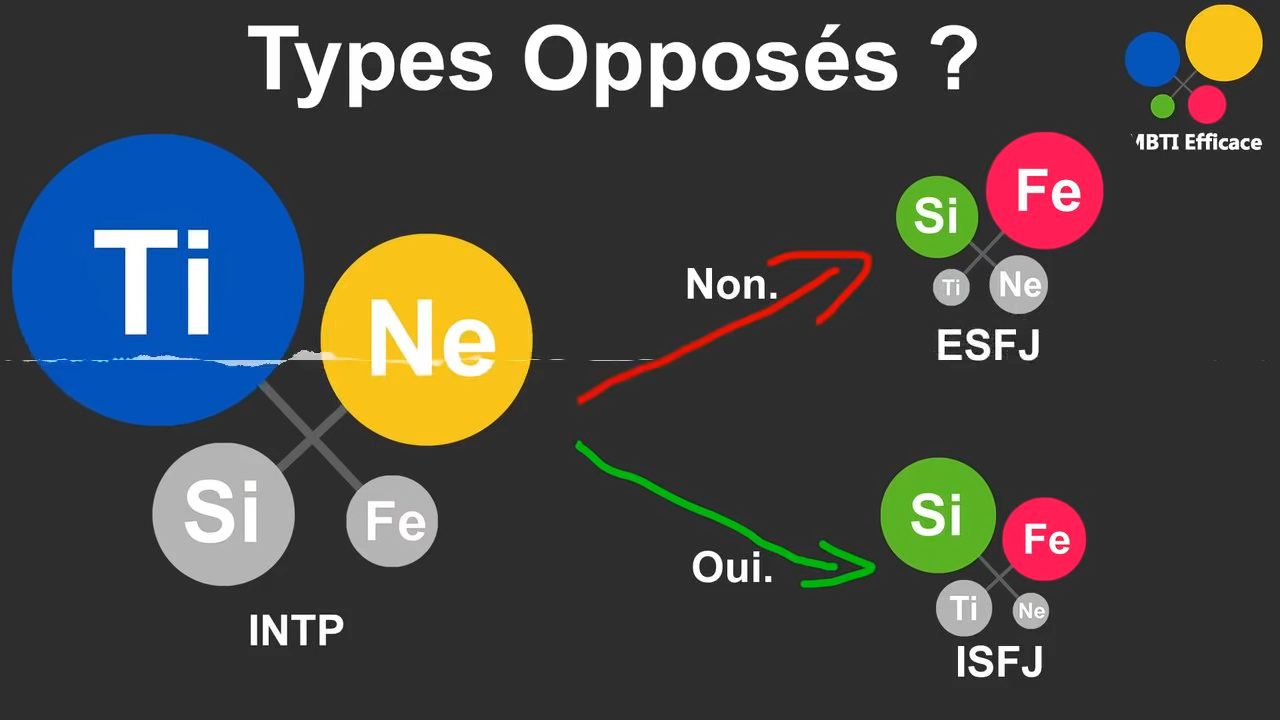 Types Opposés ?
MBTI Efficace
Ti
Ne
Si
Fe
INTP
Non.
Si
Fe
Ti
Ne
ESFJ
Oui.
Si
Fe
Ti
Ne
ISFJ